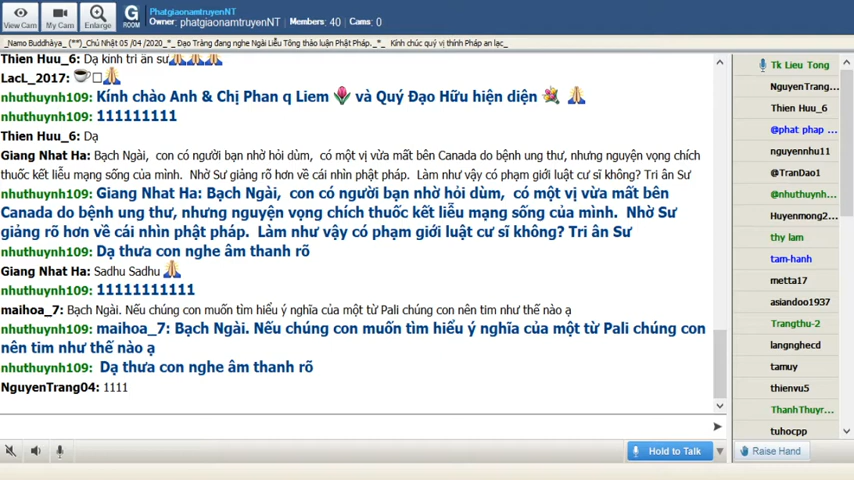 View Cam
My Cam
Enlarge
G
ROOM
PhatgiaonamtruyenNT
Owner: phatgiaonamtruyenNT Members: 40 Cams: 0
_Namo Buddhàya_ (**)_Chủ Nhật 05 /04 /2020_*_ Đạo Tràng đang nghe Ngài Liễu Tông thảo luận Phật Pháp._*_ Kính chúc quý vị thính Pháp an lạc_
Thien Huu_6: Dạ kinh tri ân sư🙏🙏🙏
LacL_2017: ☕□🙏
nhuthuynh109: Kính chào Anh & Chị Phan q Liem 🌷 và Quý Đạo Hữu hiện diện 💐 🙏
nhuthuynh109: 111111111
Thien Huu_6: Dạ
Giang Nhat Ha: Bạch Ngài, con có người bạn nhờ hỏi dùm, có một vị vừa mất bên Canada do bệnh ung thư, nhưng nguyện vọng chích
thuốc kết liễu mạng sống của mình. Nhờ Sư giảng rõ hơn về cái nhìn phật pháp. Làm như vậy có phạm giới luật cư sĩ không? Tri ân Sư
nhuthuynh109: Giang Nhat Ha: Bạch Ngài, con có người bạn nhờ hỏi dùm, có một vị vừa mất bên
Canada do bệnh ung thư, nhưng nguyện vọng chích thuốc kết liễu mạng sống của mình. Nhờ Sư
giảng rõ hơn về cái nhìn phật pháp. Làm như vậy có phạm giới luật cư sĩ không? Tri ân Sư
nhuthuynh109: Dạ thưa con nghe âm thanh rõ
Giang Nhat Ha: Sadhu Sadhu 🙏
nhuthuynh109: 11111111111
maihoa_7: Bạch Ngài. Nếu chúng con muốn tìm hiểu ý nghĩa của một từ Pali chúng con nên tim như thế nào ạ
nhuthuynh109: maihoa_7: Bạch Ngài. Nếu chúng con muốn tìm hiểu ý nghĩa của một từ Pali chúng con
nên tim như thế nào ạ
nhuthuynh109: Dạ thưa con nghe âm thanh rõ
NguyenTrang04: 1111
Tk Lieu Tong
NguyenTrang...
Thien Huu_6
@phat phap ...
nguyennhu11
@TranDao1
@nhuthuynh...
Huyenmong2...
thy lam
tam-hanh
metta17
asiandoo1937
Trangthu-2
langnghecd
tamuy
thienvu5
ThanhThuyr...
tuhocpp
Hold to Talk
Raise Hand